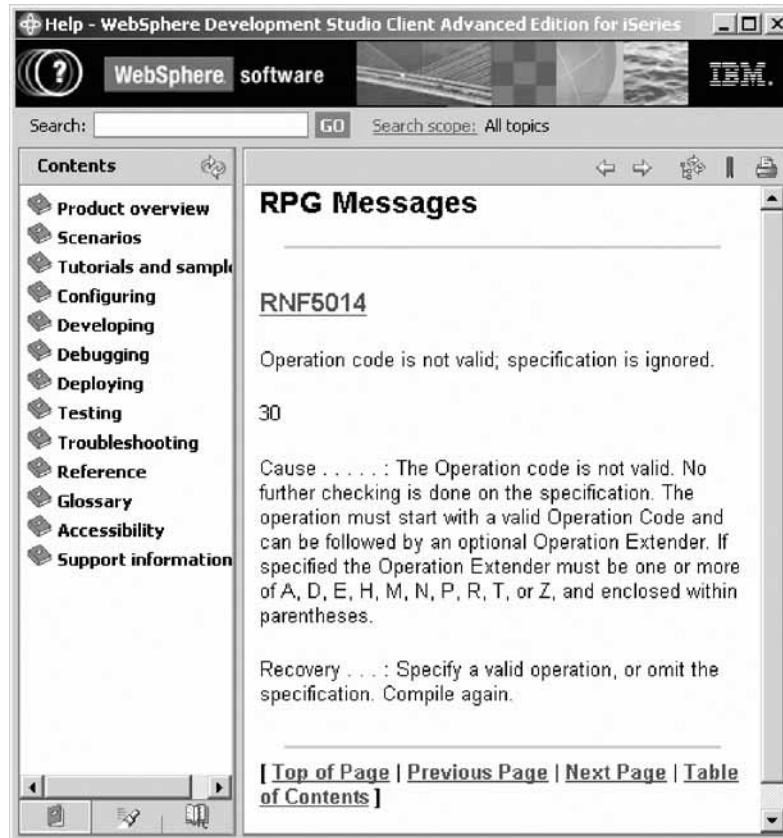 Help - WebSphere Development Studio Client Advanced Edition for iSeries
WebSphere software
IBM.
Search:
GO
Search scope: All topics
Contents
Product overview
Scenarios
Tutorials and sampl
Configuring
Developing
Debugging
Deploying
Testing
Troubleshooting
Reference
Glossary
Accessibility
Support information
RPG Messages
RNF5014
Operation code is not valid; specification is ignored.
30
Cause . . . . . : The Operation code is not valid. No
further checking is done on the specification. The
operation must start with a valid Operation Code and
can be followed by an optional Operation Extender. If
specified the Operation Extender must be one or more
of A, D, E, H, M, N, P, R, T, or Z, and enclosed within
parentheses.
Recovery . . . : Specify a valid operation, or omit the
specification. Compile again.
[ Top of Page | Previous Page | Next Page | Table
of Contents ]